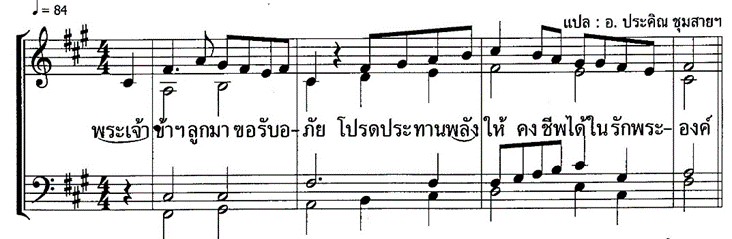 ♩ = 84
แปล : อ. ประคิณ ชุมสายฯ
พระเจ้า ข้าฯ ลูกมา ขอรับอ- ภัย โปรดประทานพลัง ให้ คง ชีพได้ใน รักพระ- องค์